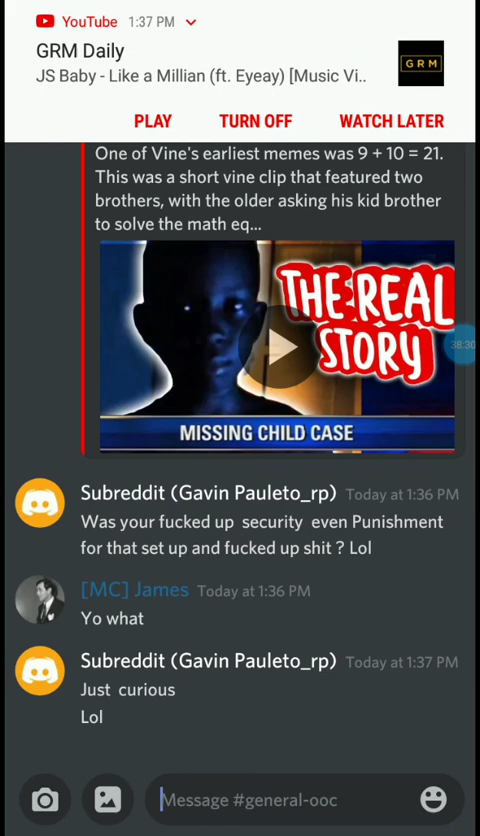 YouTube 1:37 PM
GRM Daily
JS Baby - Like a Millian (ft. Eyeay) [Music Vi..
GRM
PLAY TURN OFF WATCH LATER
One of Vine's earliest memes was 9 + 10 = 21.
This was a short vine clip that featured two
brothers, with the older asking his kid brother
to solve the math eq...
THE REAL
STORY
38:30
MISSING CHILD CASE
Subreddit (Gavin Pauleto_rp) Today at 1:36 PM
Was your fucked up security even Punishment
for that set up and fucked up shit ? Lol
[MC] James Today at 1:36 PM
Yo what
Subreddit (Gavin Pauleto_rp) Today at 1:37 PM
Just curious
Lol
Message #general-ooc